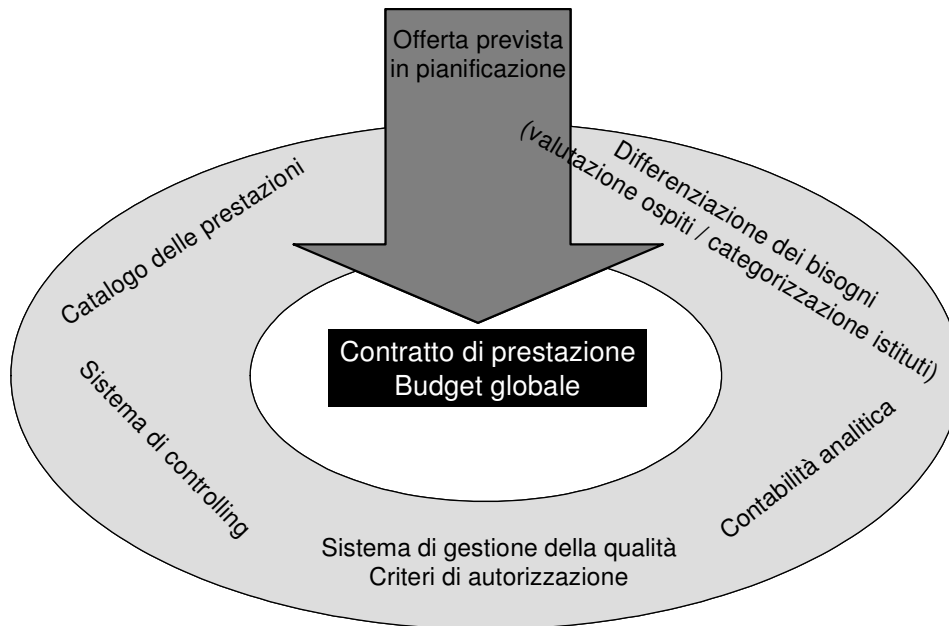 Offerta prevista
in pianificazione
Catalogo delle prestazioni
Differenziazione dei bisogni
(valutazione ospiti / categorizzazione istituti)
Contratto di prestazione
Budget globale
Sistema di controlling
Contabilità analitica
Sistema di gestione della qualità
Criteri di autorizzazione